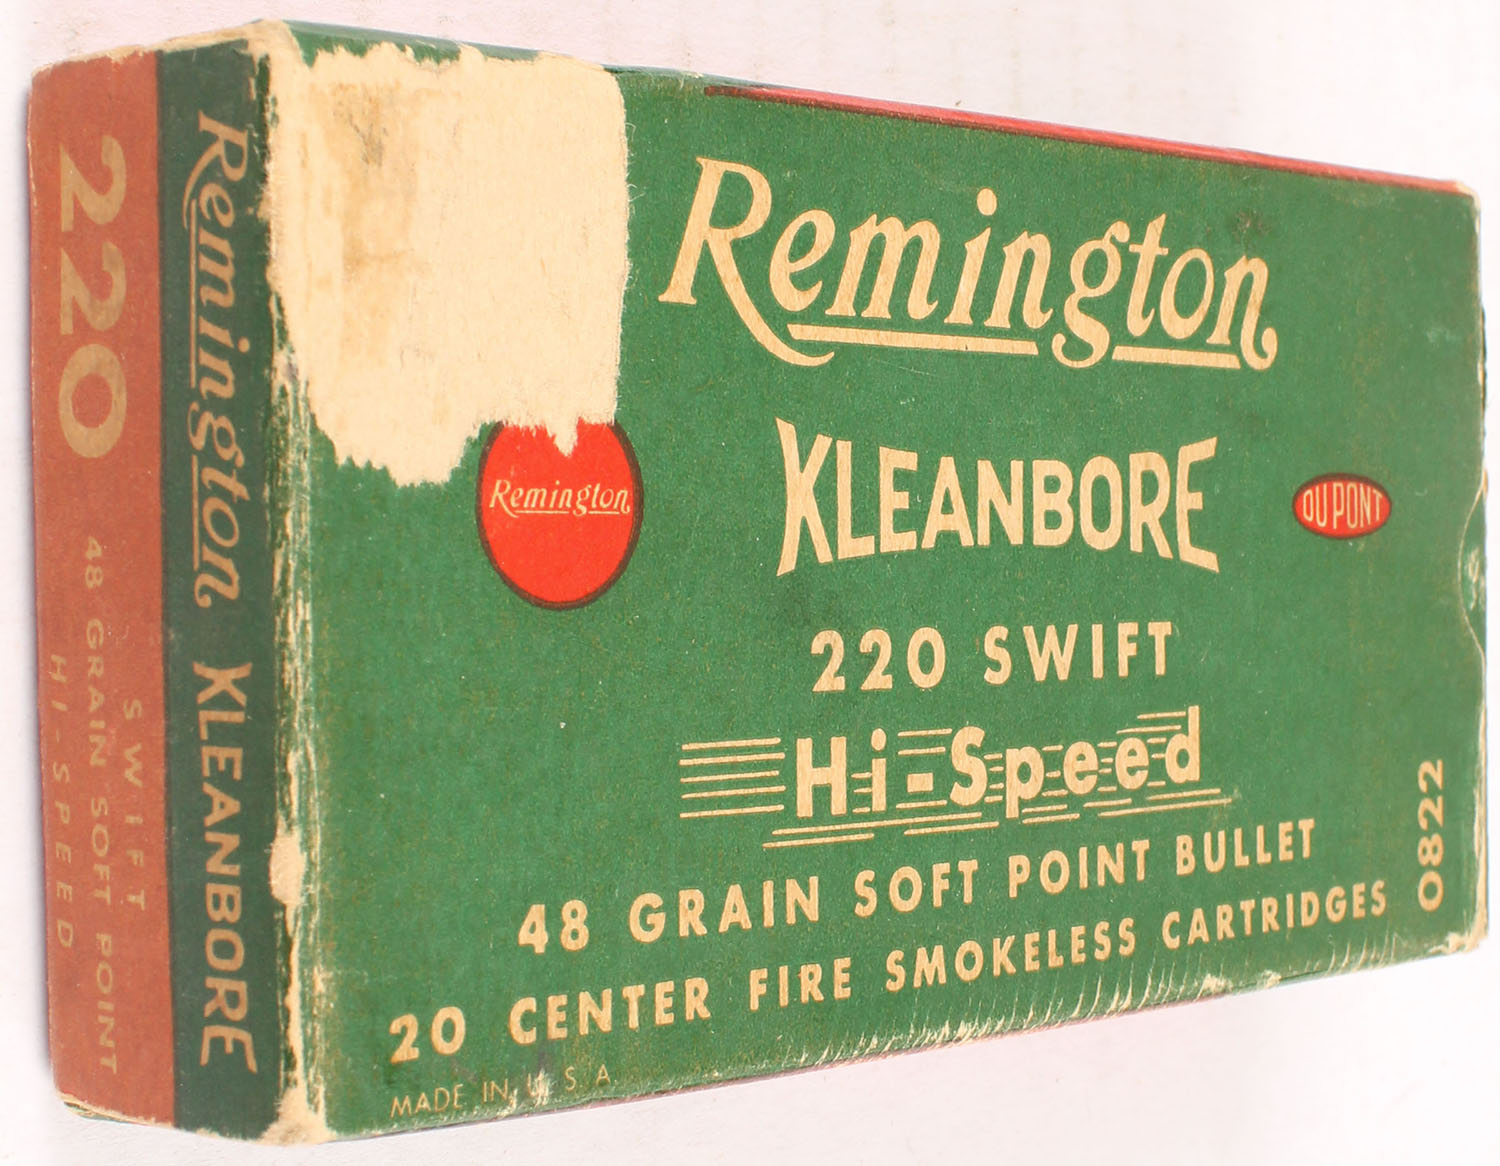 Remington
KLEANBORE
Remington
DU PONT
220 SWIFT
Hi-Speed
48 GRAIN SOFT POINT BULLET
20 CENTER FIRE SMOKELESS CARTRIDGES
0822
MADE IN U.S.A
Remington KLEANBORE
220
SWIFT
48 GRAIN SOFT POINT
HI-SPEED